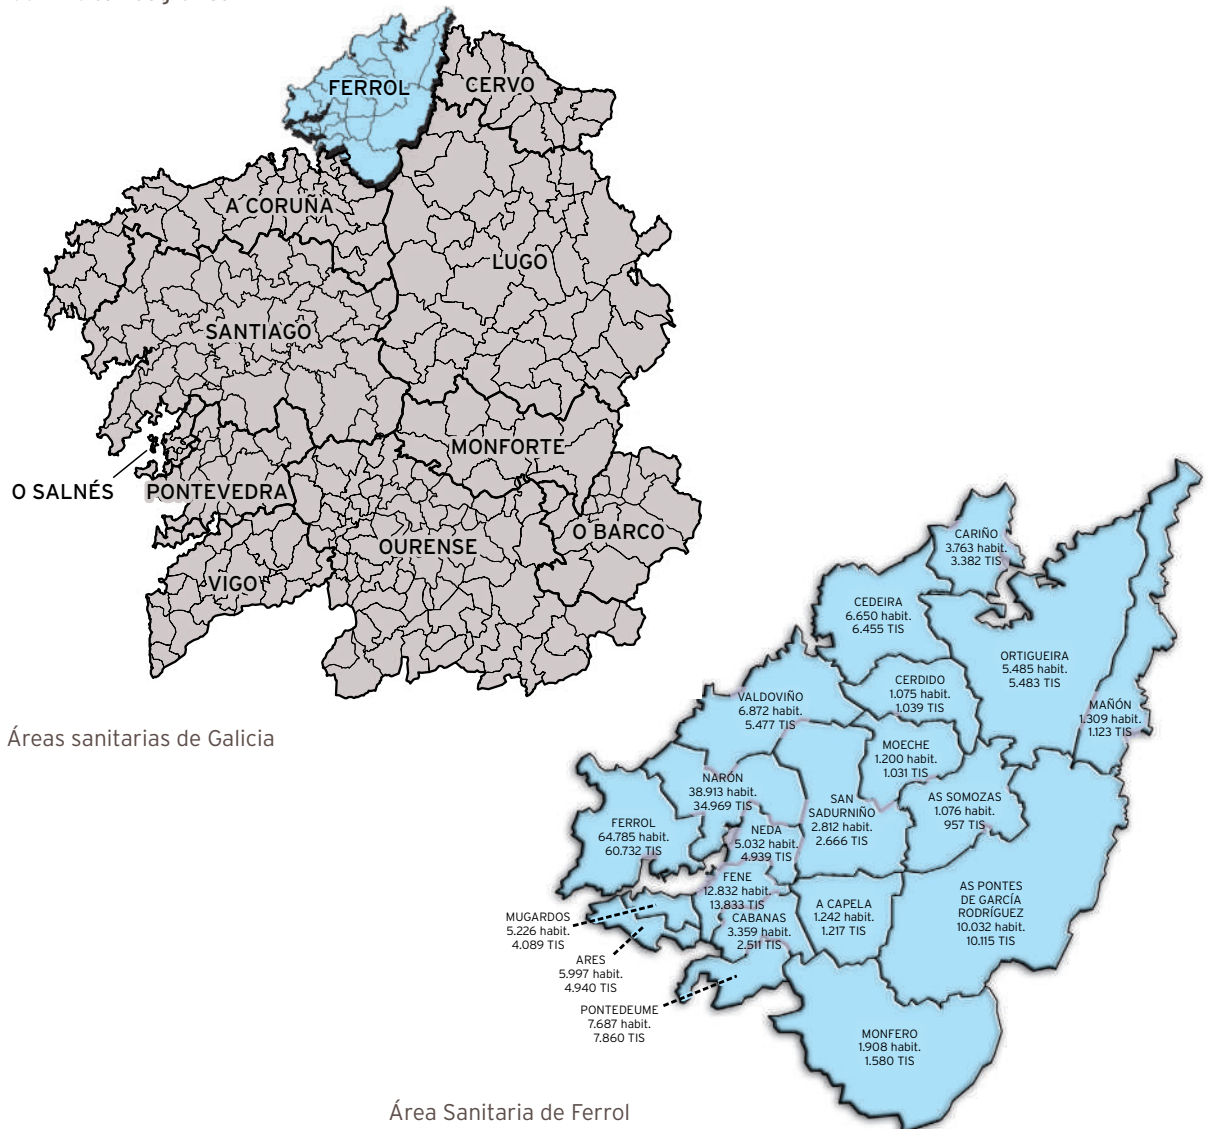 FERROL
CERVO
A CORUÑA
LUGO
SANTIAGO
MONFORTE
O SALNÉS
PONTEVEDRA
OURENSE
O BARCO
VIGO
Áreas sanitarias de Galicia
CARIÑO
3.763 habit.
3.382 TIS
CEDEIRA
6.650 habit.
6.455 TIS
ORTIGUEIRA
5.485 habit.
5.483 TIS
CERDIDO
1.075 habit.
1.039 TIS
VALDOVIÑO
6.872 habit.
5.477 TIS
MAÑÓN
1.309 habit.
1.123 TIS
MOECHE
1.200 habit.
1.031 TIS
NARÓN
38.913 habit.
34.969 TIS
AS SOMOZAS
1.076 habit.
957 TIS
SAN
SADURNIÑO
2.812 habit.
2.666 TIS
FERROL
64.785 habit.
60.732 TIS
NEDA
5.032 habit.
4.939 TIS
FENE
12.832 habit.
13.833 TIS
AS PONTES
DE GARCÍA
RODRÍGUEZ
10.032 habit.
10.115 TIS
A CAPELA
1.242 habit.
1.217 TIS
MUGARDOS
5.226 habit.
4.089 TIS
CABANAS
3.359 habit.
2.511 TIS
ARES
5.997 habit.
4.940 TIS
PONTEDEUME
7.687 habit.
7.860 TIS
MONFERO
1.908 habit.
1.580 TIS
Área Sanitaria de Ferrol